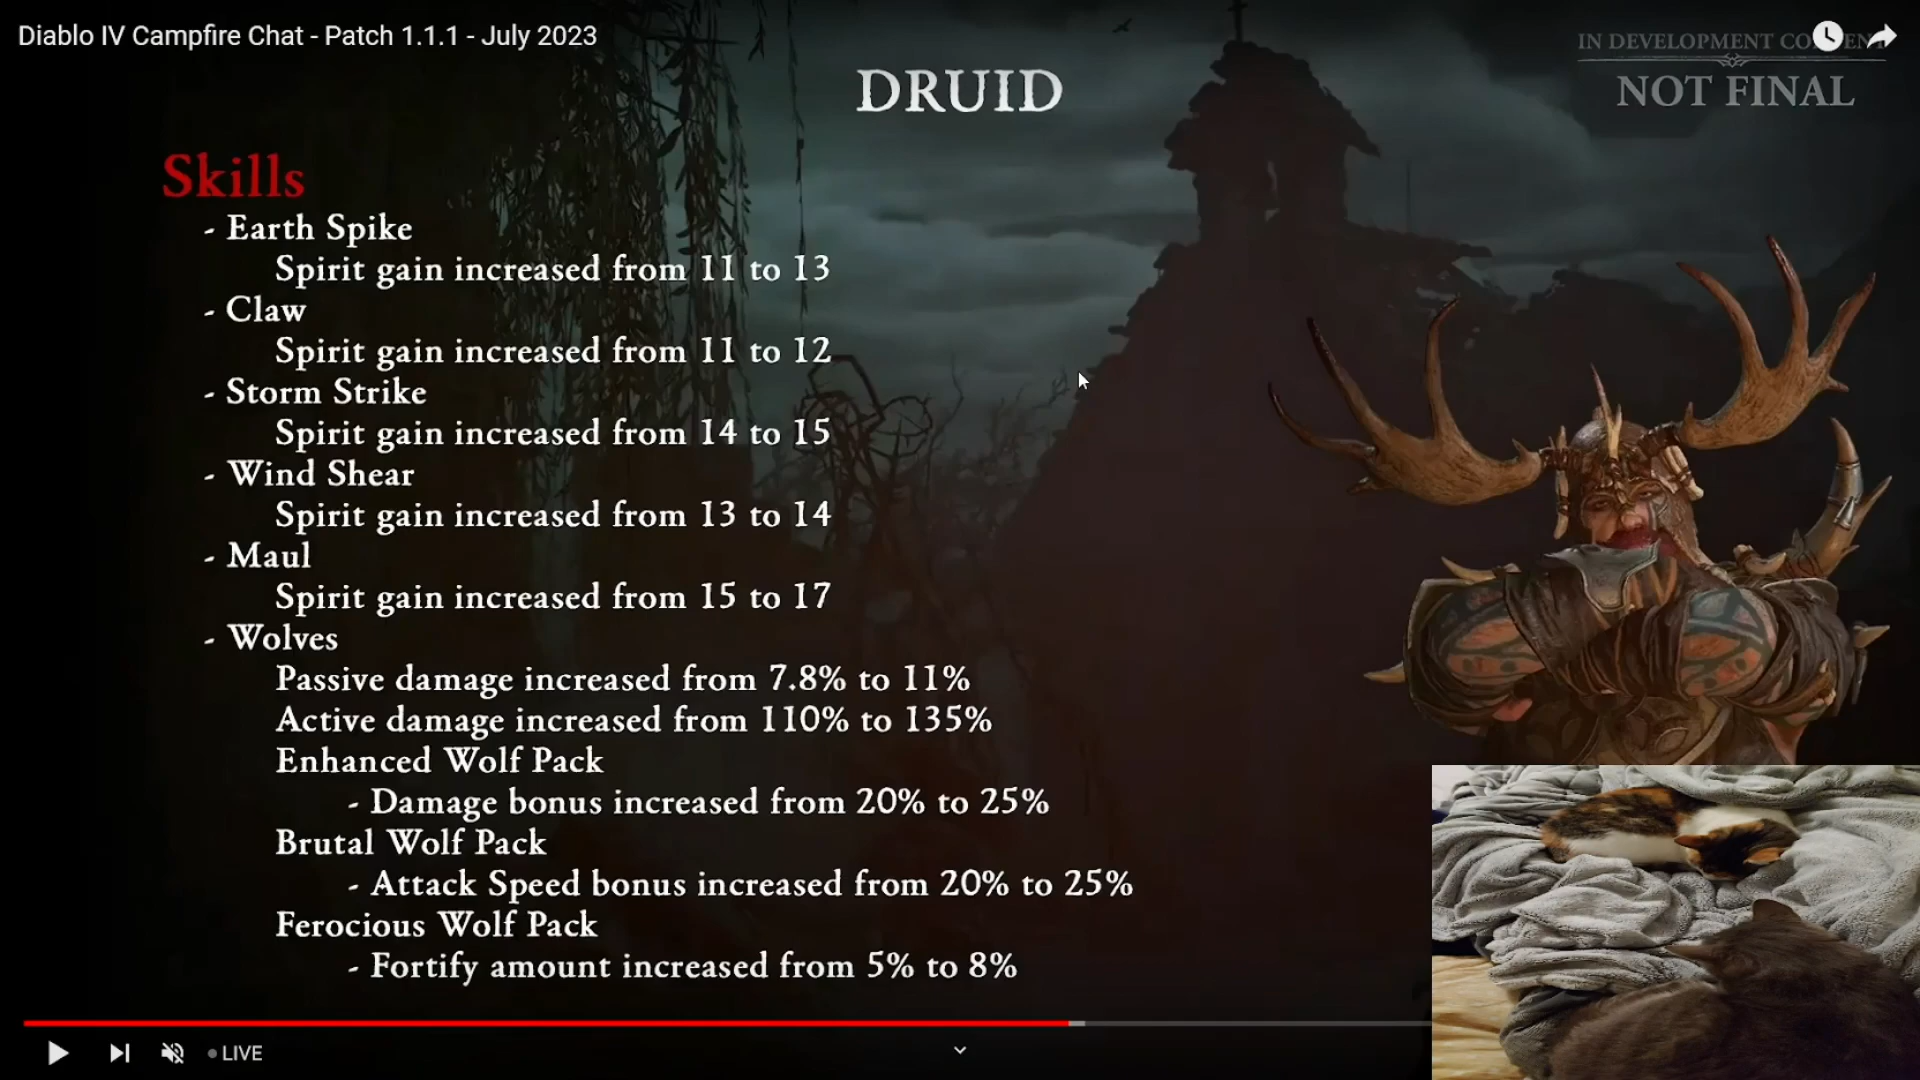 Diablo IV Campfire Chat - Patch 1.1.1 - July 2023
IN DEVELOPMENT
NOT FINAL
DRUID
Skills
- Earth Spike
Spirit gain increased from 11 to 13
- Claw
Spirit gain increased from 11 to 12
- Storm Strike
Spirit gain increased from 14 to 15
- Wind Shear
Spirit gain increased from 13 to 14
- Maul
Spirit gain increased from 15 to 17
- Wolves
Passive damage increased from 7.8% to 11%
Active damage increased from 110% to 135%
Enhanced Wolf Pack
- Damage bonus increased from 20% to 25%
Brutal Wolf Pack
- Attack Speed bonus increased from 20% to 25%
Ferocious Wolf Pack
- Fortify amount increased from 5% to 8%
LIVE